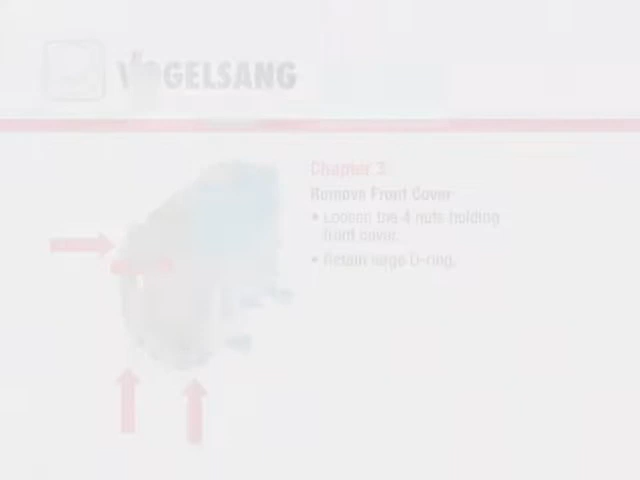 VOGELSANG
Chapter 3:
Remove Front Cover
• Loosen the 4 nuts holding
front cover.
• Retain large O-ring.